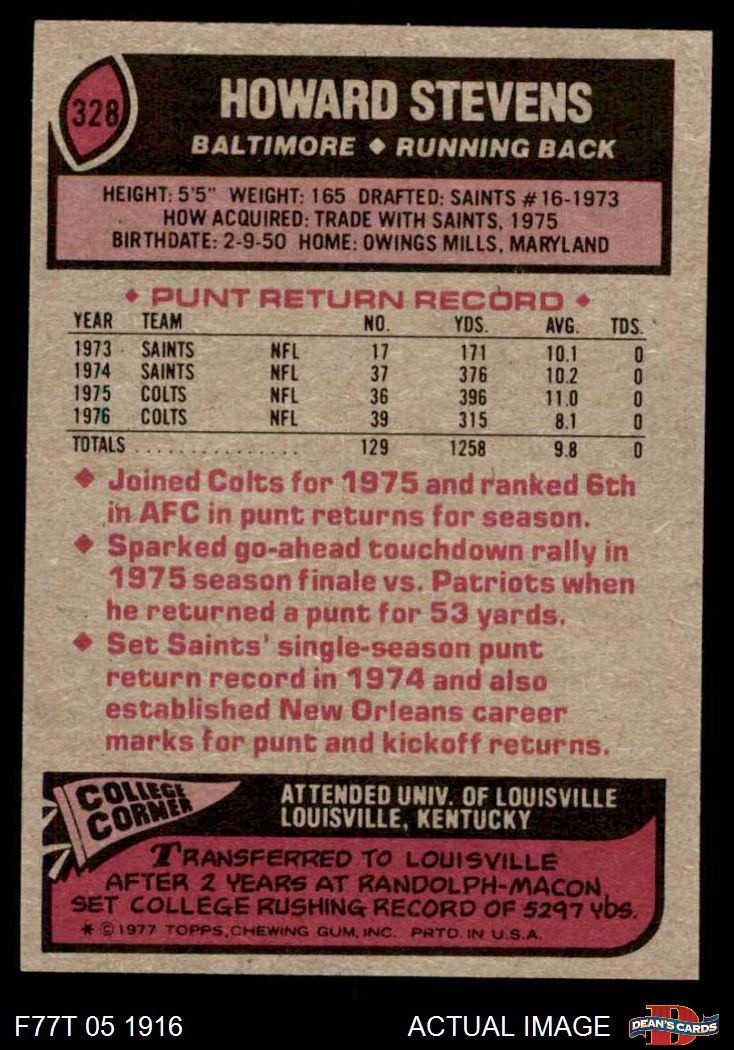 328
HOWARD STEVENS
BALTIMORE ◆ RUNNING BACK
HEIGHT: 5'5" WEIGHT: 165 DRAFTED: SAINTS #16-1973
HOW ACQUIRED: TRADE WITH SAINTS, 1975
BIRTHDATE: 2-9-50 HOME: OWINGS MILLS, MARYLAND
◆ PUNT RETURN RECORD ◆
YEAR TEAM NO. YDS. AVG. TDS.
1973 SAINTS NFL 17 171 10.1 0
1974 SAINTS NFL 37 376 10.2 0
1975 COLTS NFL 36 396 11.0 0
1976 COLTS NFL 39 315 8.1 0
TOTALS ................ 129 1258 9.8 0
◆ Joined Colts for 1975 and ranked 6th
in AFC in punt returns for season.
◆ Sparked go-ahead touchdown rally in
1975 season finale vs. Patriots when
he returned a punt for 53 yards.
◆ Set Saints' single-season punt
return record in 1974 and also
established New Orleans career
marks for punt and kickoff returns.
COLLEGE
CORNER
ATTENDED UNIV. OF LOUISVILLE
LOUISVILLE, KENTUCKY
TRANSFERRED TO LOUISVILLE
AFTER 2 YEARS AT RANDOLPH-MACON.
SET COLLEGE RUSHING RECORD OF 5297 YDS.
* © 1977 TOPPS CHEWING GUM, INC. PRTD. IN U.S.A.
F77T 05 1916
ACTUAL IMAGE
DEAN'S CARDS